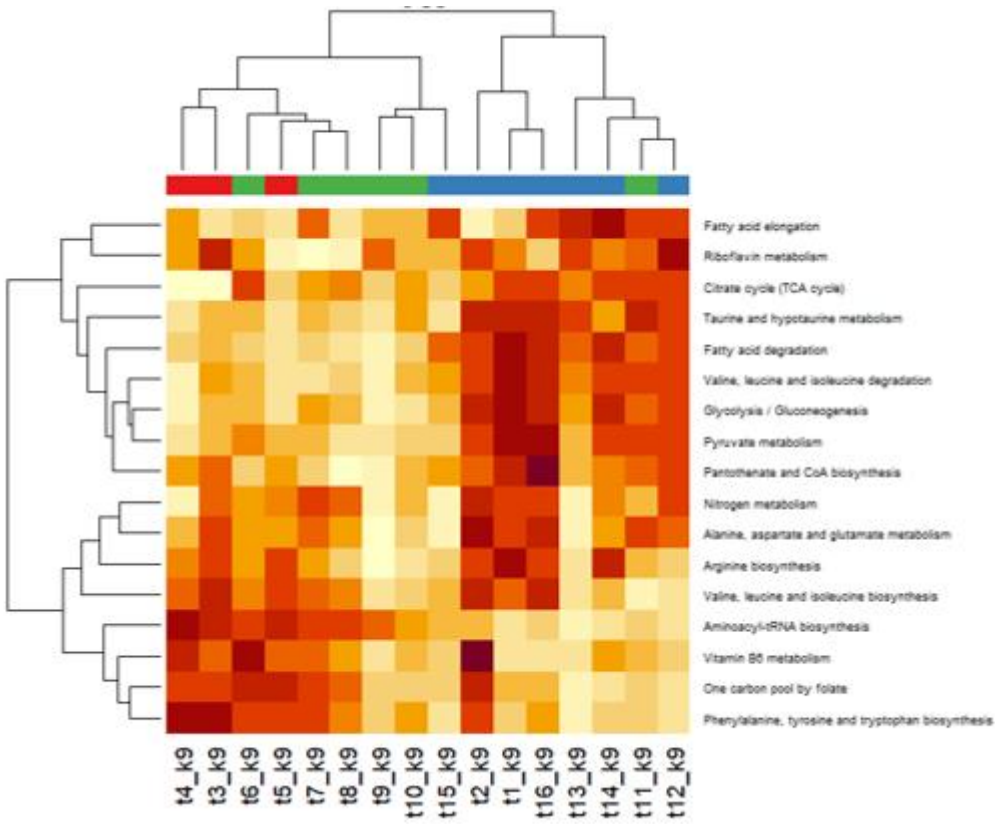 Fatty acid elongation
Riboflavin metabolism
Citrate cycle (TCA cycle)
Taurine and hypotaurine metabolism
Fatty acid degradation
Valine, leucine and isoleucine degradation
Glycolysis / Gluconeogenesis
Pyruvate metabolism
Pantothenate and CoA biosynthesis
Nitrogen metabolism
Alanine, aspartate and glutamate metabolism
Arginine biosynthesis
Valine, leucine and isoleucine biosynthesis
Aminoacyl-tRNA biosynthesis
Vitamin B6 metabolism
One carbon pool by folate
Phenylalanine, tyrosine and tryptophan biosynthesis
t4_k9
t3_k9
t6_k9
t5_k9
t7_k9
t8_k9
t9_k9
t10_k9
t15_k9
t2_k9
t1_k9
t16_k9
t13_k9
t14_k9
t11_k9
t12_k9